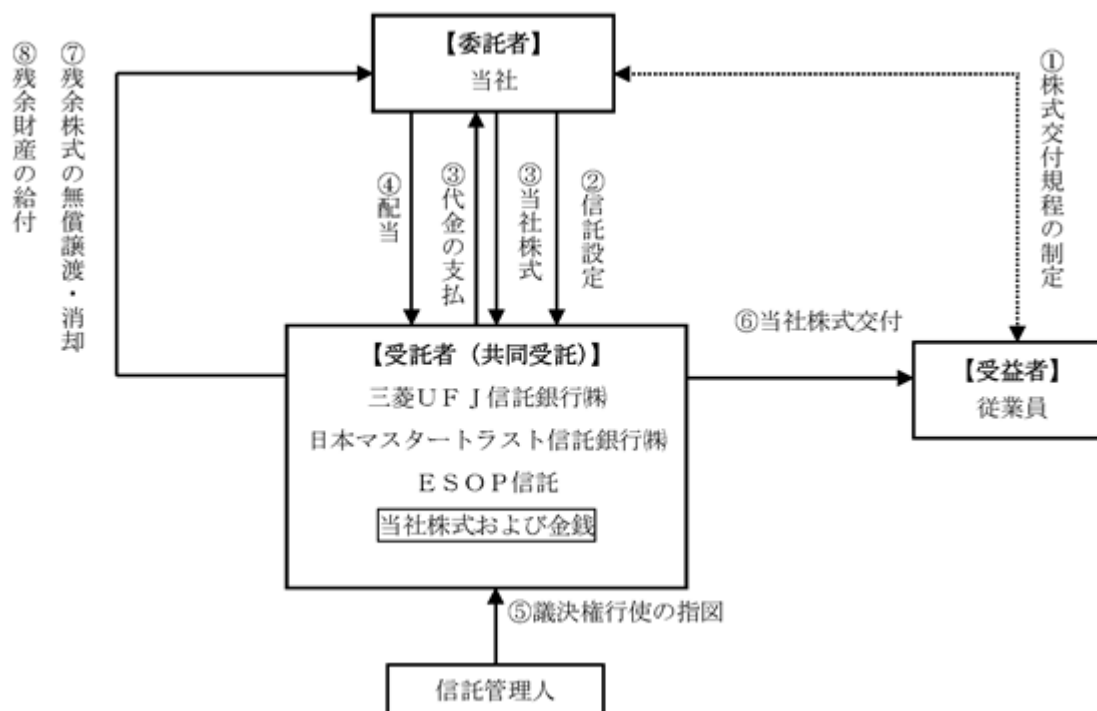 【委託者】
当社
⑧残余財産の給付
⑦残余株式の無償譲渡・消却
④配当
③代金の支払
③当社株式
②信託設定
①株式交付規程の制定
⑥当社株式交付
【受託者（共同受託）】
三菱ＵＦＪ信託銀行㈱
日本マスタートラスト信託銀行㈱
ＥＳＯＰ信託
当社株式および金銭
【受益者】
従業員
⑤議決権行使の指図
信託管理人